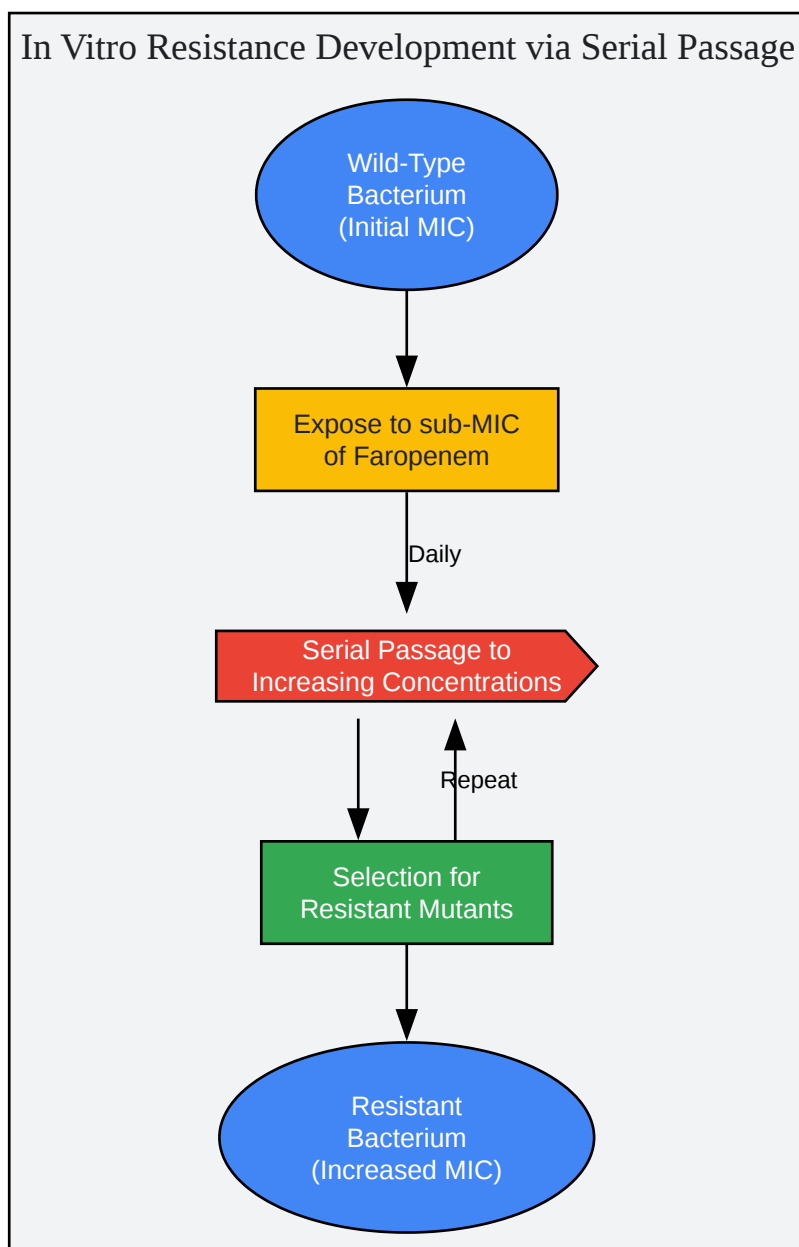 In Vitro Resistance Development via Serial Passage
Wild-Type
Bacterium
(Initial MIC)
Expose to sub-MIC
of Faropenem
Daily
Serial Passage to
Increasing Concentrations
Repeat
Selection for
Resistant Mutants
Resistant
Bacterium
(Increased MIC)